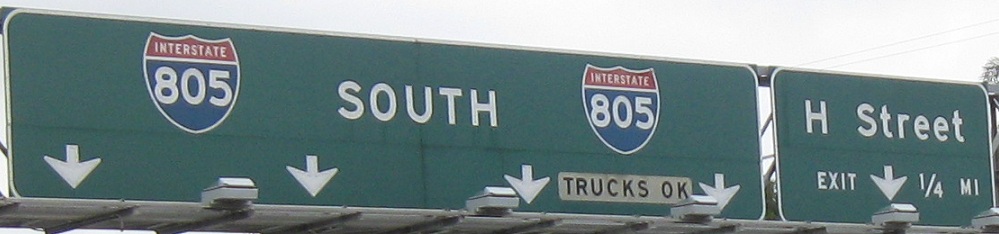 INTERSTATE
805
SOUTH
INTERSTATE
805
TRUCKS OK
H Street
EXIT 1/4 MI